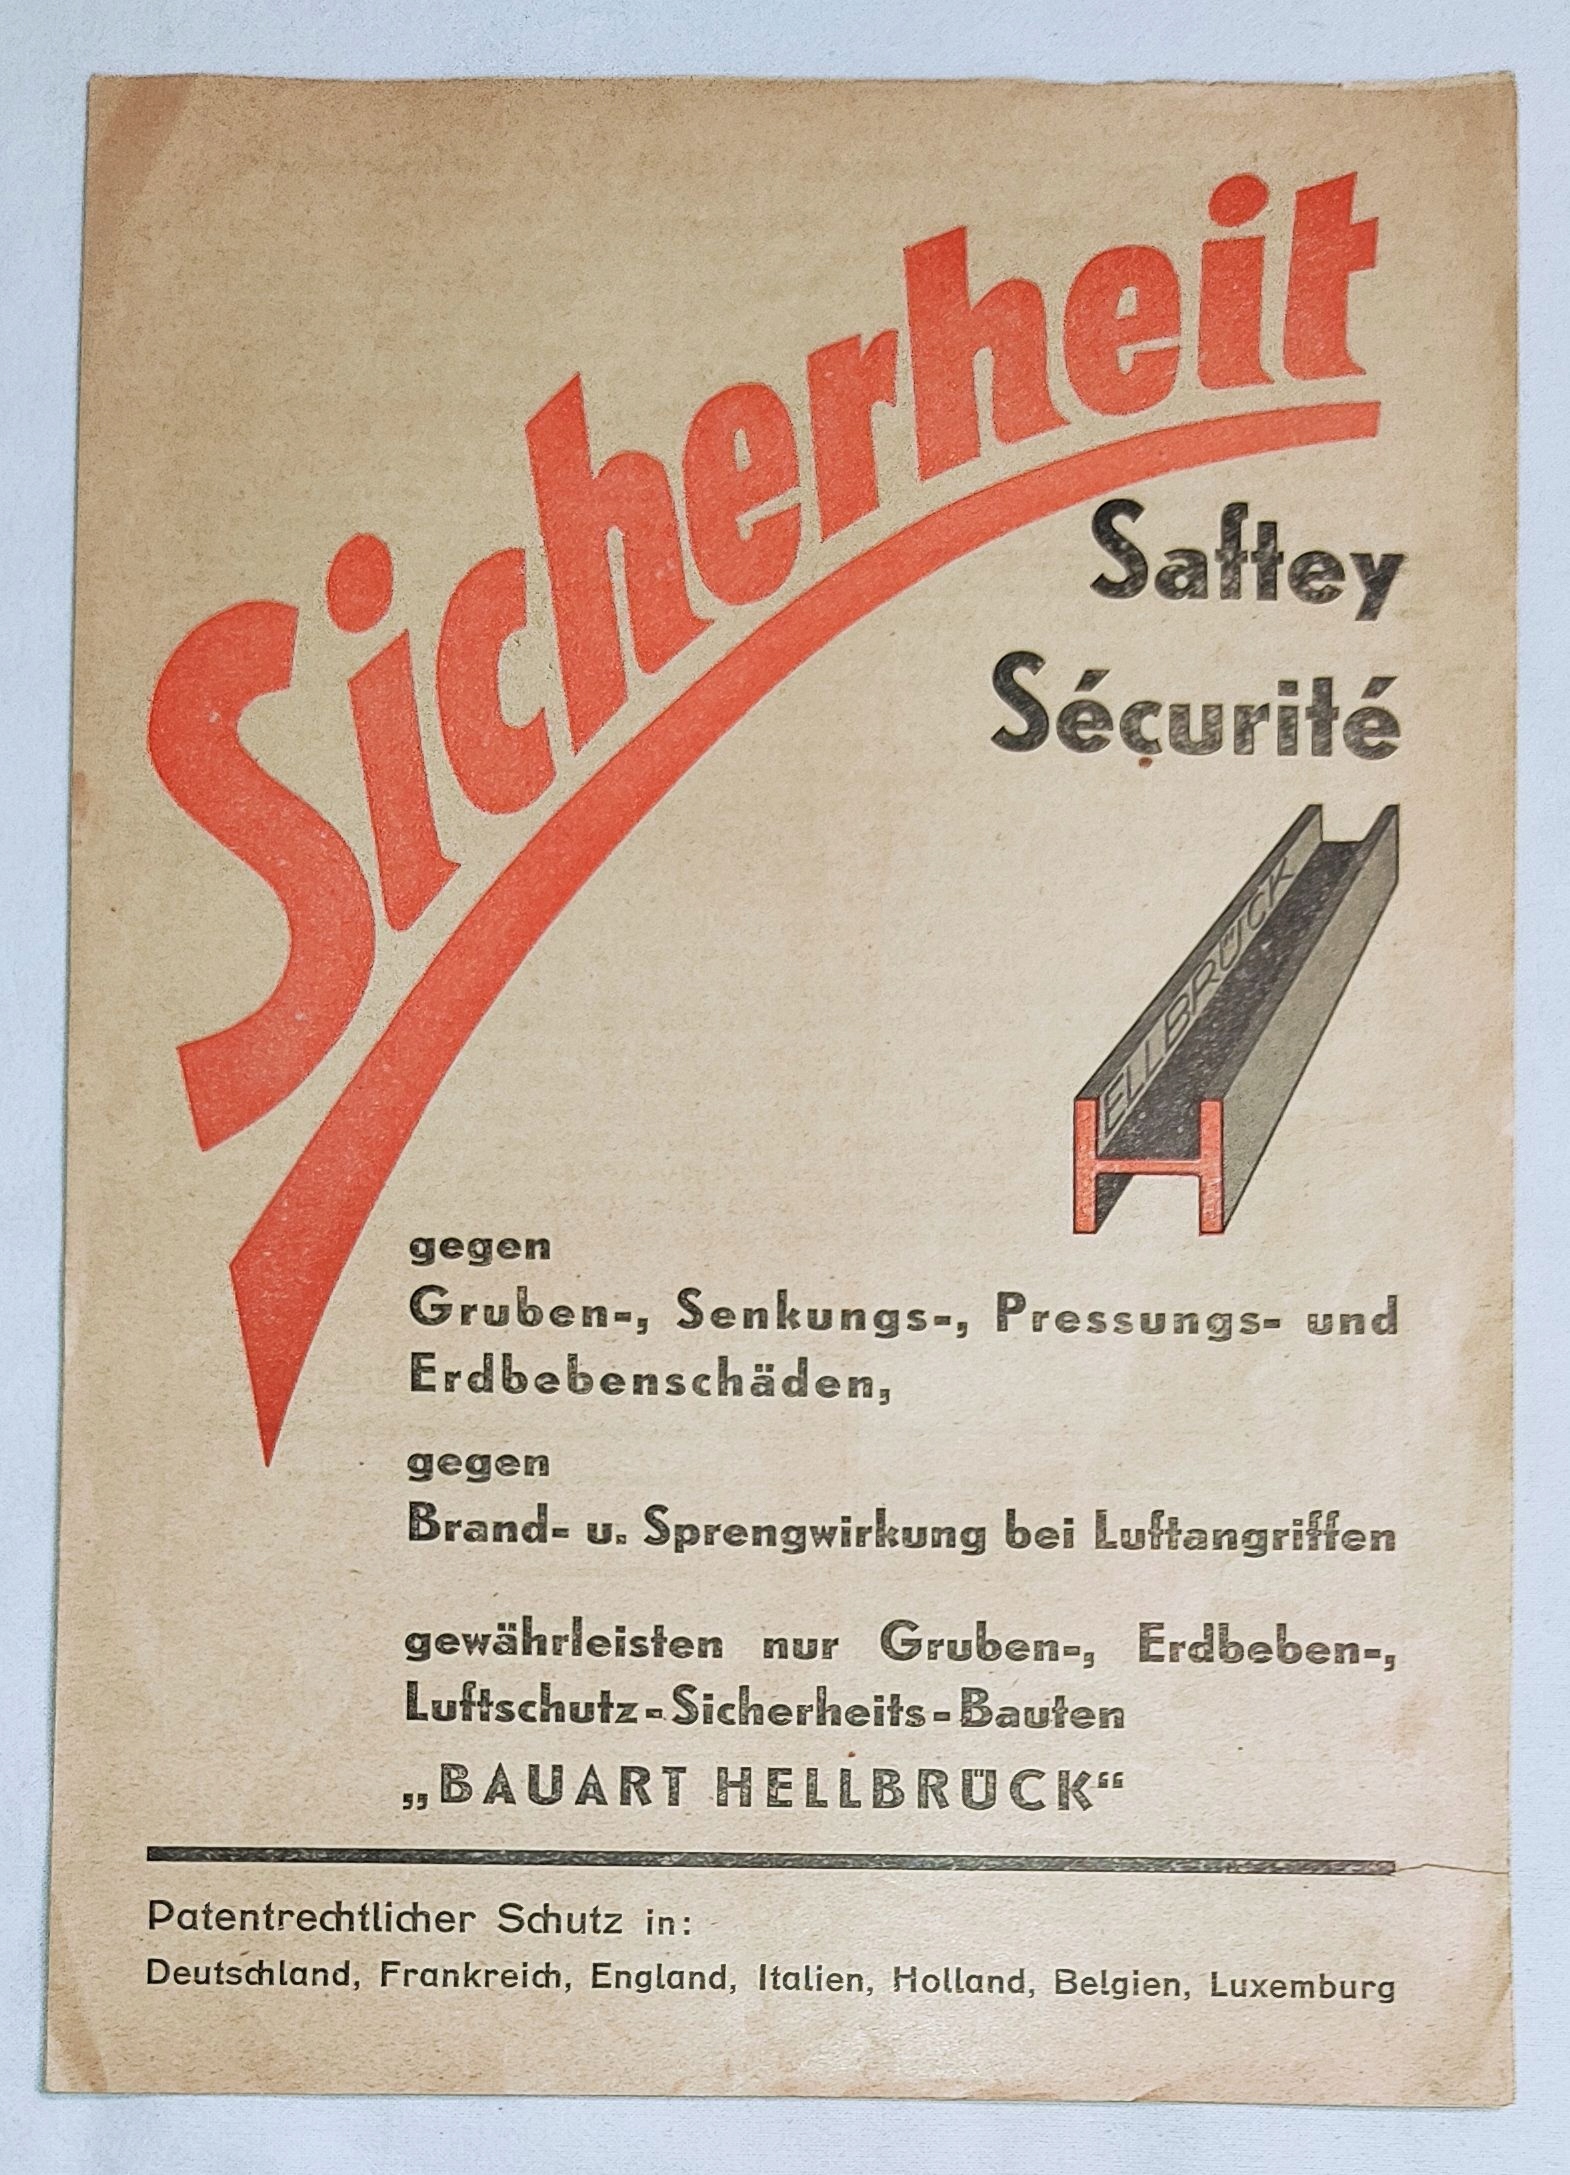 Sicherheit
Saftey
Séçurité
HELLBRÜCK
gegen
Gruben-, Senkungs-, Pressungs- und
Erdbebenschäden,
gegen
Brand- u. Sprengwirkung bei Luftangriffen
gewährleisten nur Gruben-, Erdbeben-,
Luftschutz-Sicherheits-Bauten
„BAUART HELLBRÜCK“
Patentrechtlicher Schutz in:
Deutschland, Frankreich, England, Italien, Holland, Belgien, Luxemburg